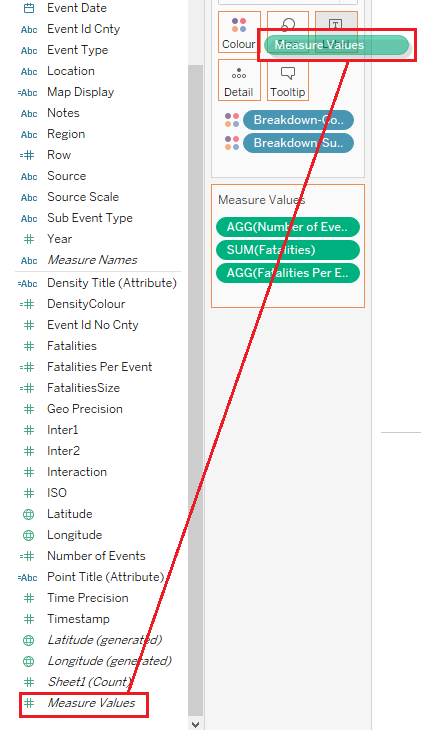 Event Date
Abc Event Id Cnty
Abc Event Type
Abc Location
=Abc Map Display
Abc Notes
Abc Region
=# Row
Abc Source
Abc Source Scale
Abc Sub Event Type
# Year
Abc Measure Names
=Abc Density Title (Attribute)
=# DensityColour
# Event Id No Cnty
# Fatalities
=# Fatalities Per Event
=# FatalitiesSize
# Geo Precision
# Inter1
# Inter2
# Interaction
# ISO
Latitude
Longitude
=# Number of Events
=Abc Point Title (Attribute)
# Time Precision
# Timestamp
Latitude (generated)
Longitude (generated)
# Sheet1 (Count)
# Measure Values
T
Measure Values
Colour
Detail
Tooltip
Breakdown-Co..
Breakdown-Su..
Measure Values
AGG(Number of Eve..
SUM(Fatalities)
AGG(Fatalities Per E..